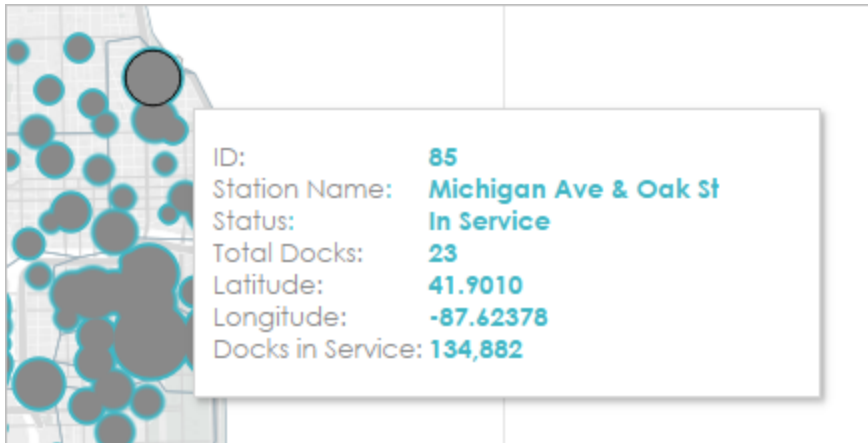 ID: 85
Station Name: Michigan Ave & Oak St
Status: In Service
Total Docks: 23
Latitude: 41.9010
Longitude: -87.62378
Docks in Service: 134,882